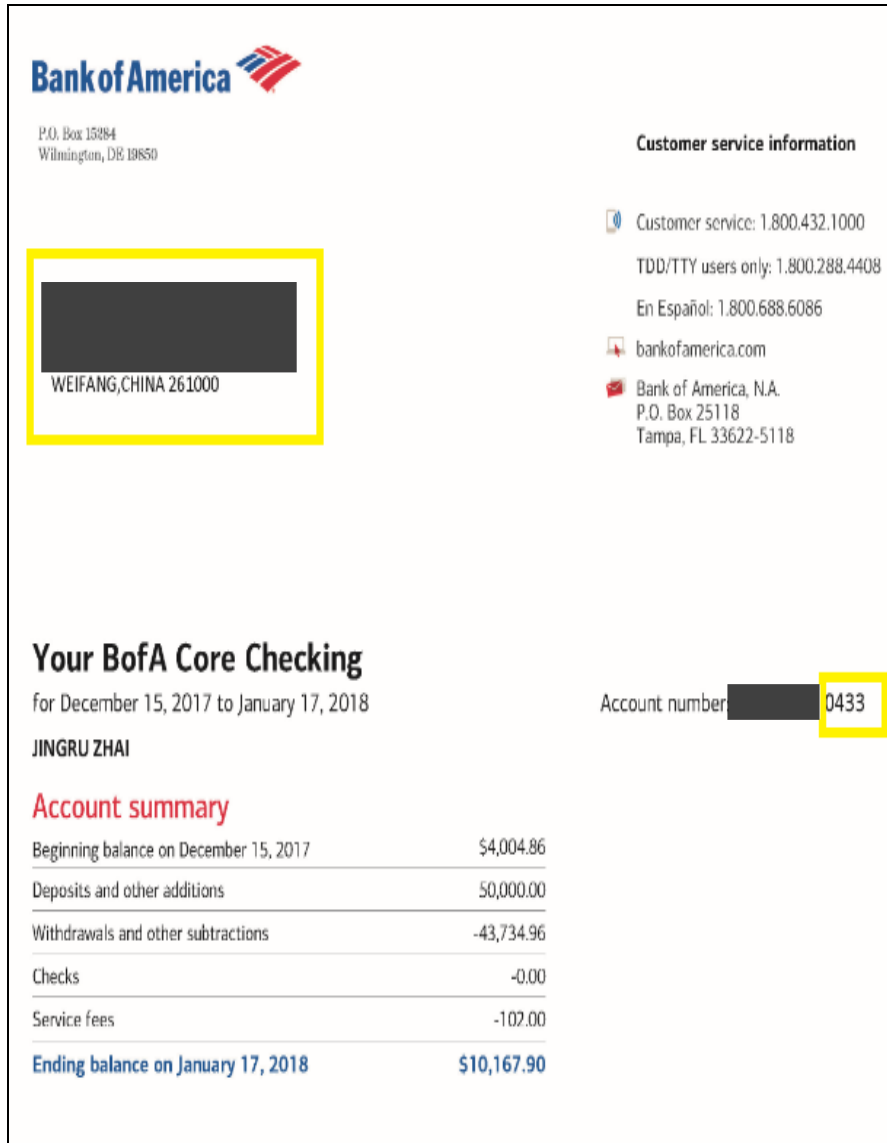 Bank of America
P.O. Box 15284
Wilmington, DE 19850
Customer service information
Customer service: 1.800.432.1000
TDD/TTY users only: 1.800.288.4408
En Español: 1.800.688.6086
bankofamerica.com
Bank of America, N.A.
P.O. Box 25118
Tampa, FL 33622-5118
WEIFANG,CHINA 261000
Your BofA Core Checking
for December 15, 2017 to January 17, 2018
Account number 0433
JINGRU ZHAI
Account summary
Beginning balance on December 15, 2017 $4,004.86
Deposits and other additions 50,000.00
Withdrawals and other subtractions -43,734.96
Checks -0.00
Service fees -102.00
Ending balance on January 17, 2018 $10,167.90